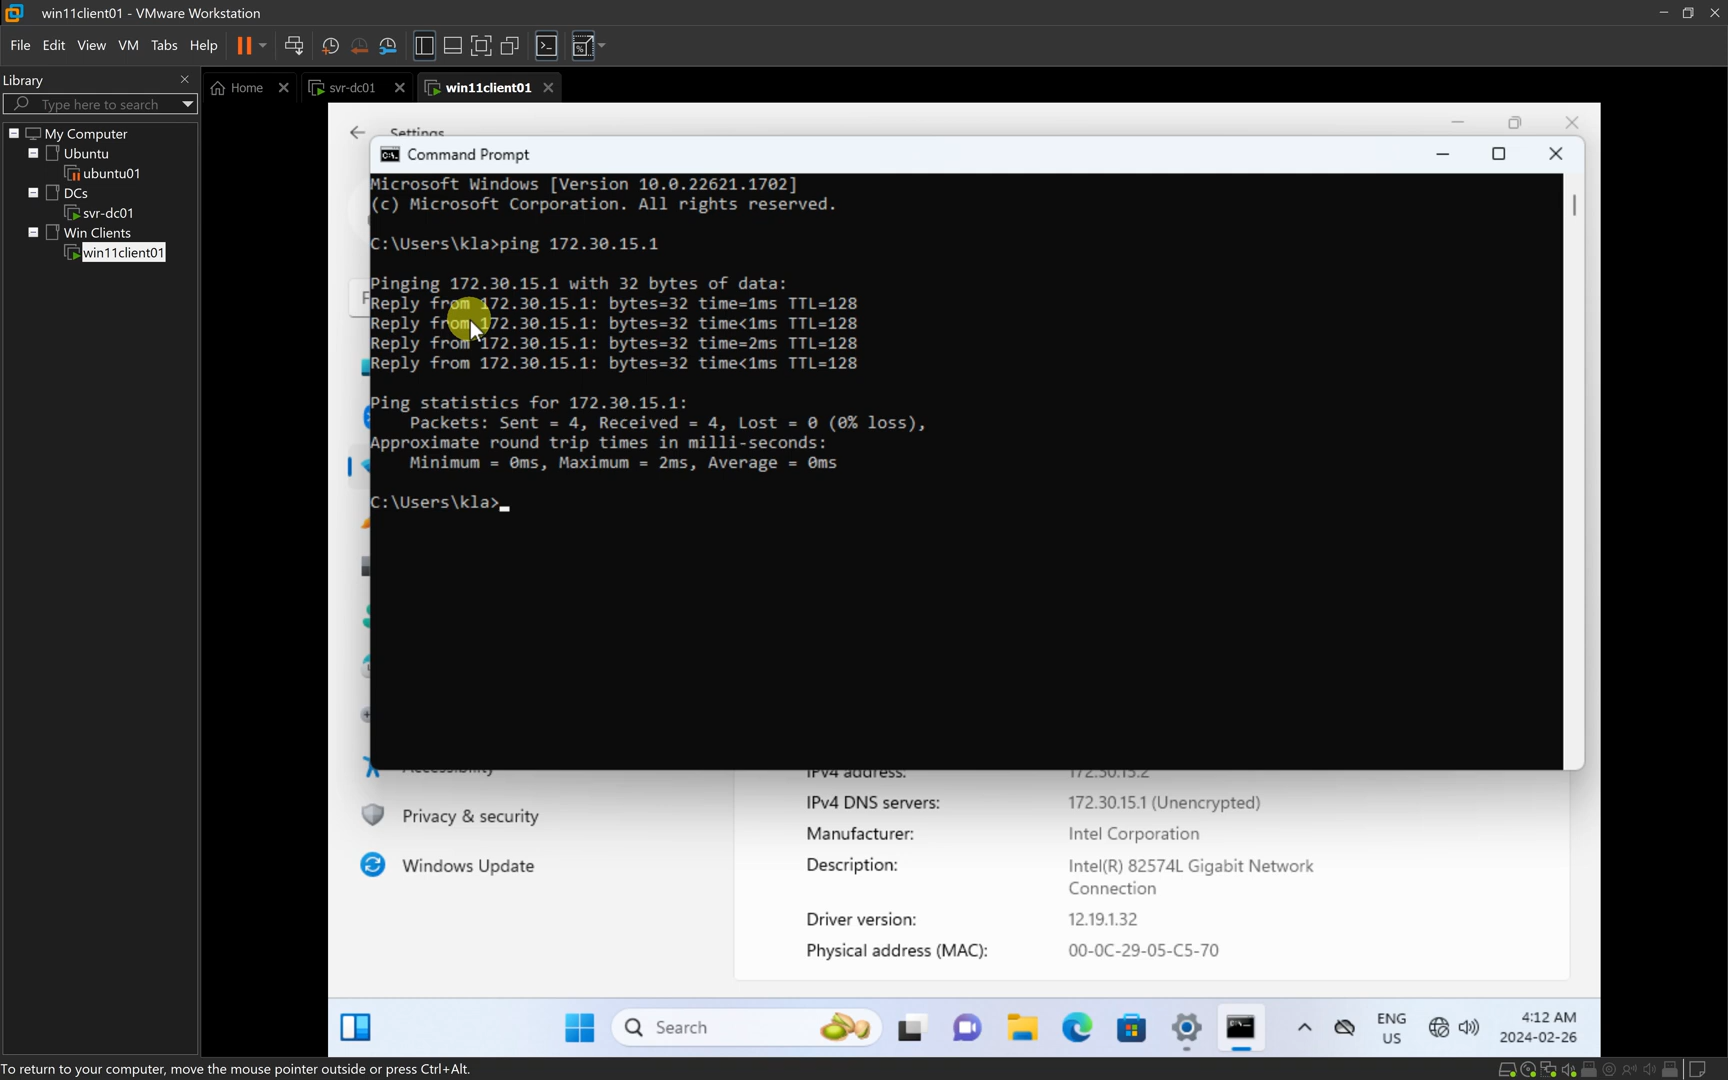 win11client01 - VMware Workstation
File Edit View VM Tabs Help
Library
Type here to search
My Computer
Ubuntu
ubuntu01
DCs
svr-dc01
Win Clients
win11client01
Home svr-dc01 win11client01
Settings
Command Prompt
Microsoft Windows [Version 10.0.22621.1702]
(c) Microsoft Corporation. All rights reserved.
C:\Users\kla>ping 172.30.15.1
Pinging 172.30.15.1 with 32 bytes of data:
Reply from 172.30.15.1: bytes=32 time=1ms TTL=128
Reply from 172.30.15.1: bytes=32 time<1ms TTL=128
Reply from 172.30.15.1: bytes=32 time=2ms TTL=128
Reply from 172.30.15.1: bytes=32 time<1ms TTL=128
Ping statistics for 172.30.15.1:
Packets: Sent = 4, Received = 4, Lost = 0 (0% loss),
Approximate round trip times in milli-seconds:
Minimum = 0ms, Maximum = 2ms, Average = 0ms
C:\Users\kla>
Accessibility
IPv4 address: 172.30.15.2
IPv4 DNS servers: 172.30.15.1 (Unencrypted)
Privacy & security
Manufacturer: Intel Corporation
Windows Update
Description: Intel(R) 82574L Gigabit Network
Connection
Driver version: 12.19.1.32
Physical address (MAC): 00-0C-29-05-C5-70
Search
ENG
US
4:12 AM
2024-02-26
To return to your computer, move the mouse pointer outside or press Ctrl+Alt.